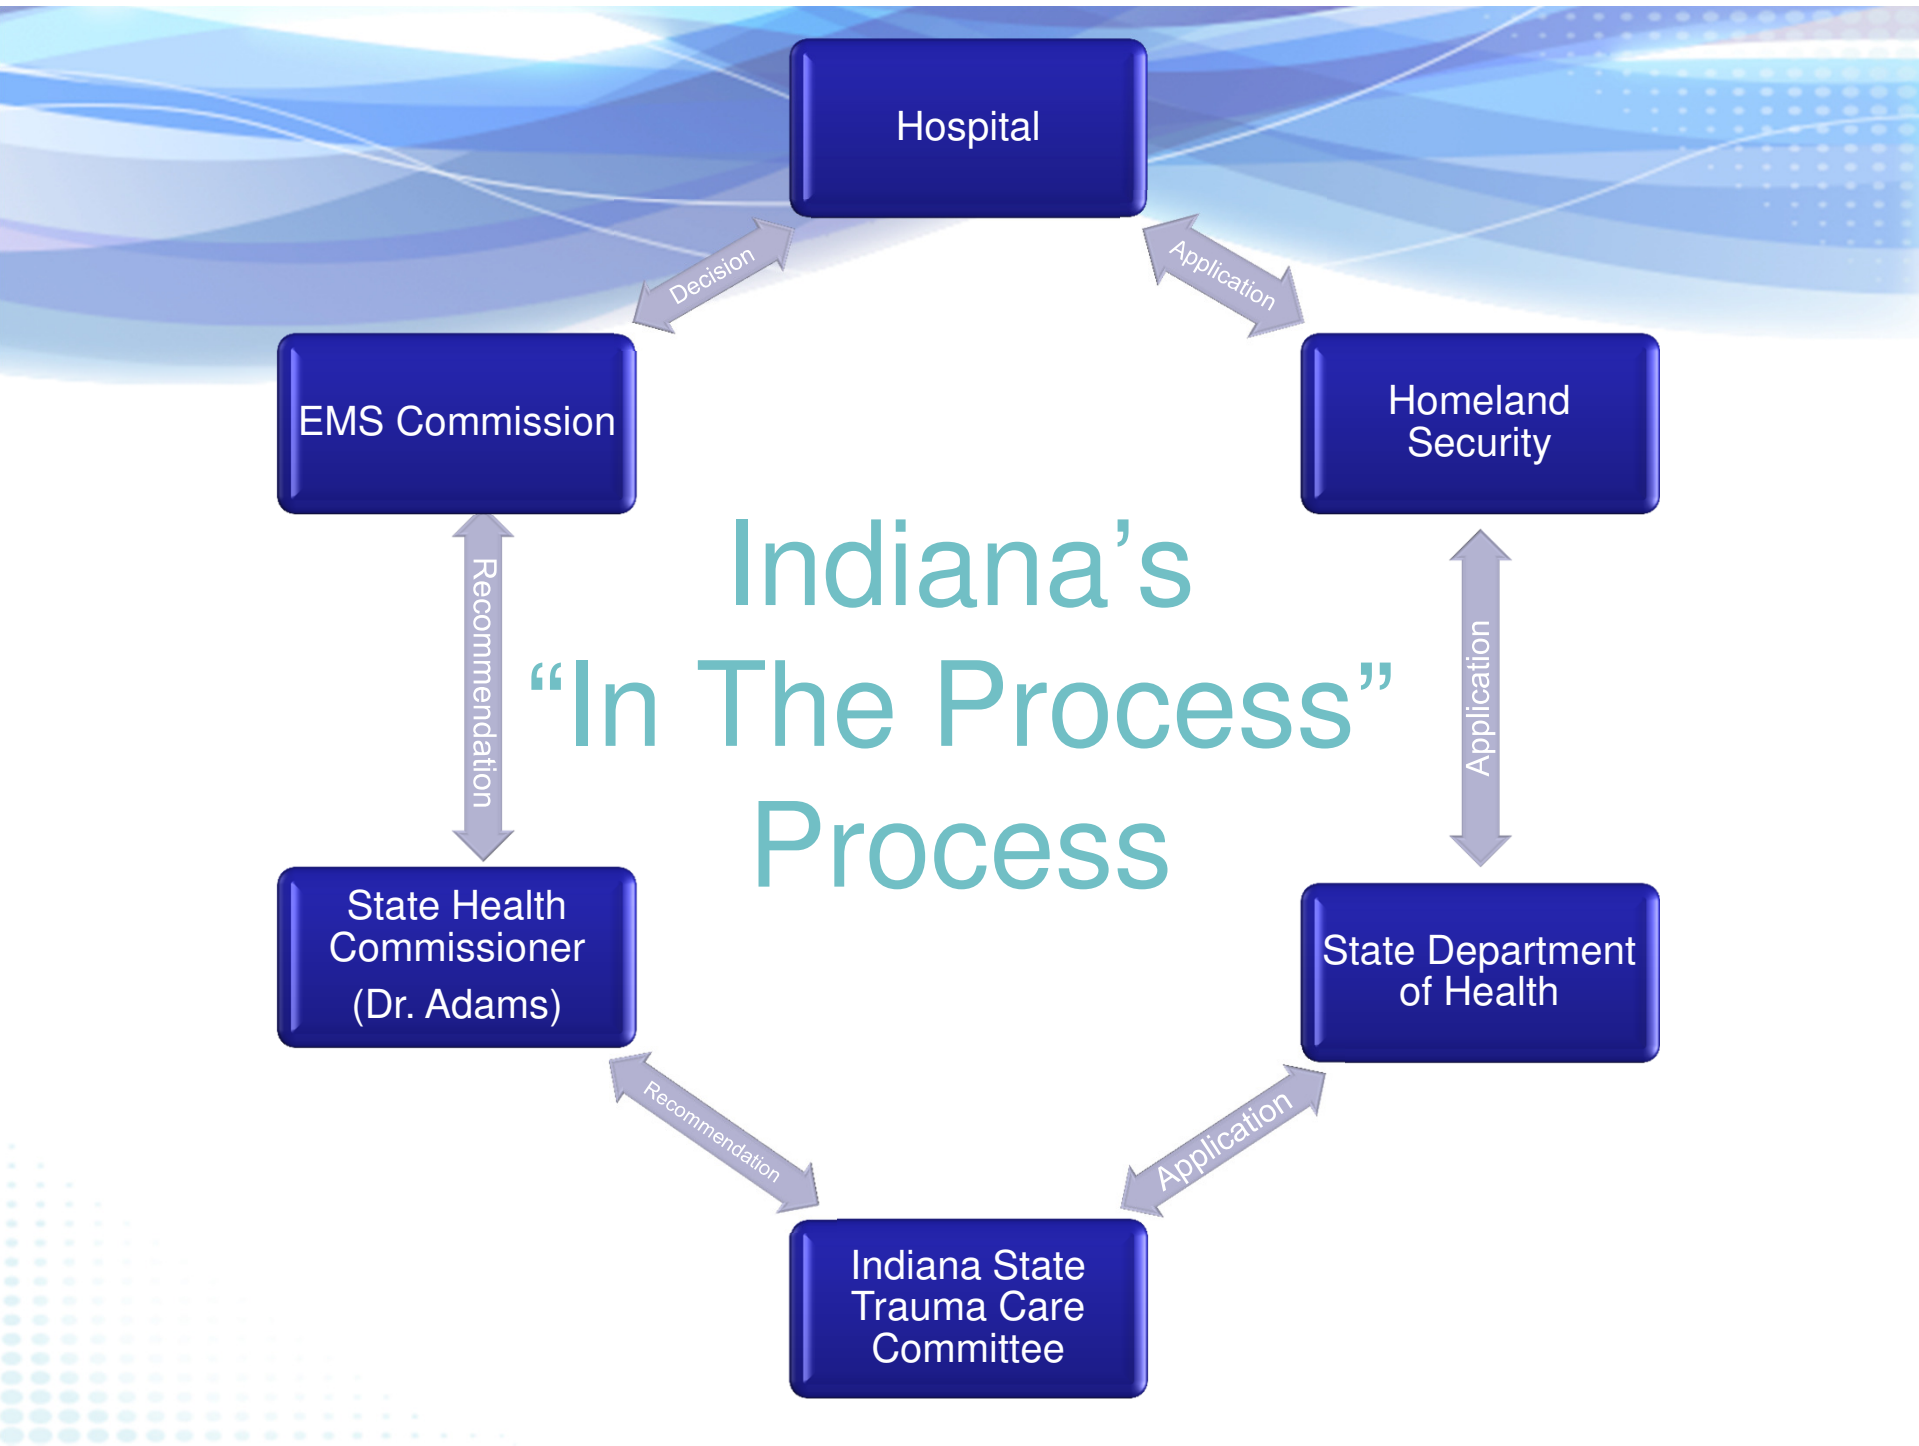 Hospital
Decision
Application
EMS Commission
Homeland
Security
Indiana’s
“In The Process”
Process
Recommendation
Application
State Health
Commissioner
(Dr. Adams)
State Department
of Health
Recommendation
Application
Indiana State
Trauma Care
Committee